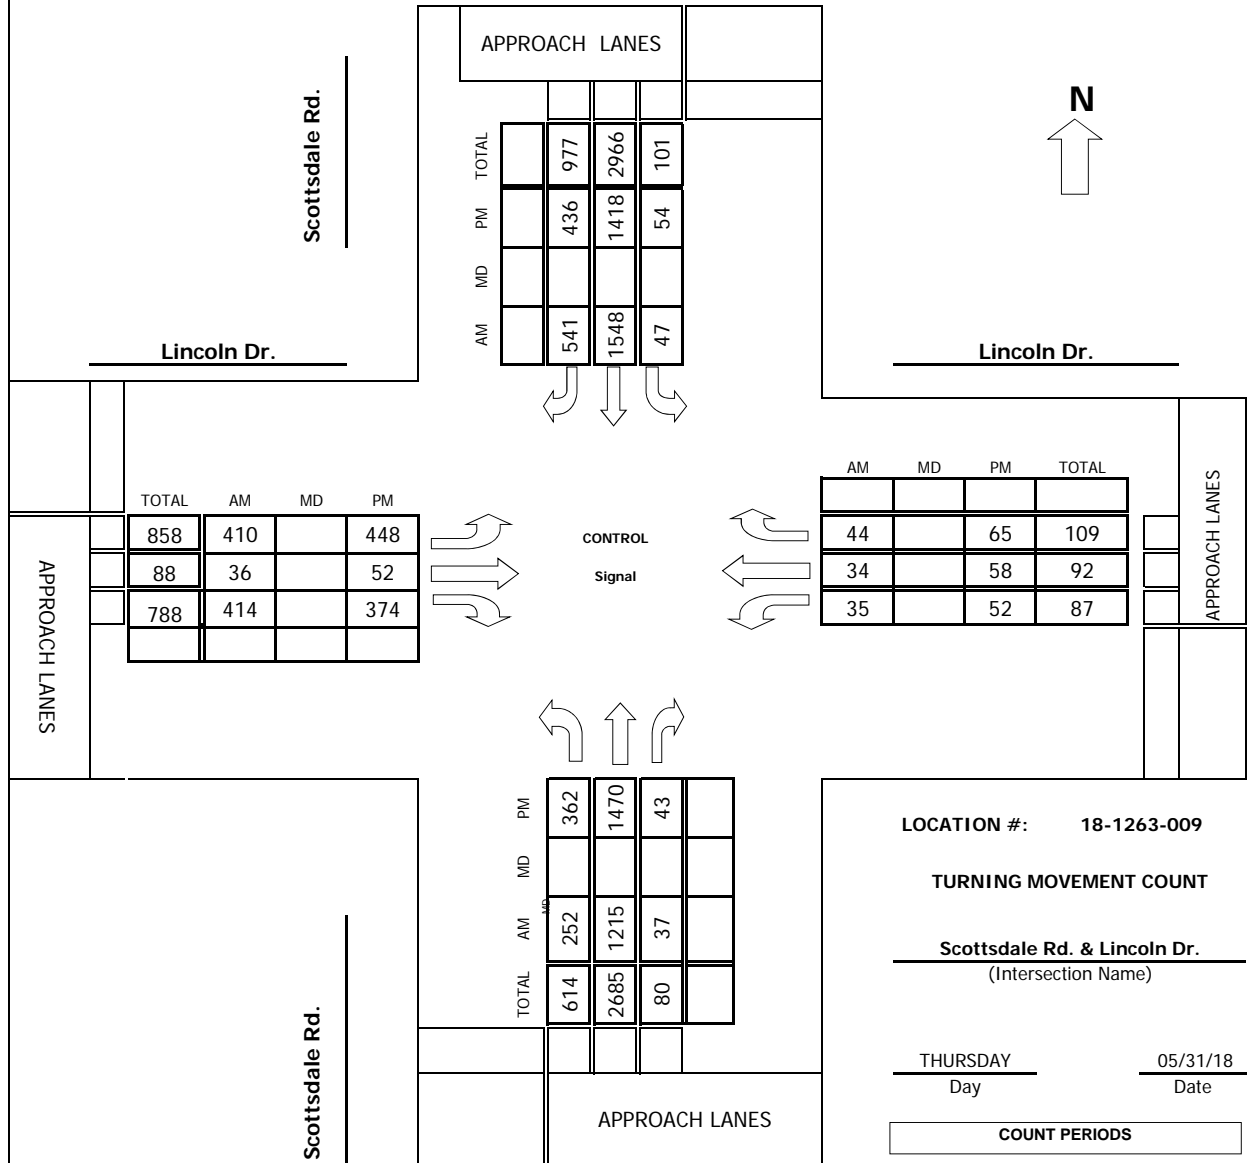 APPROACH LANES
N
Scottsdale Rd.
TOTAL 977 2966 101
PM 436 1418 54
MD
AM 541 1548 47
Lincoln Dr.
Lincoln Dr.
TOTAL AM MD PM
858 410 448
88 36 52
788 414 374
APPROACH LANES
CONTROL
Signal
AM MD PM TOTAL
44 65 109
34 58 92
35 52 87
APPROACH LANES
PM 362 1470 43
MD
AM 252 1215 37
MD
TOTAL 614 2685 80
Scottsdale Rd.
APPROACH LANES
LOCATION #: 18-1263-009
TURNING MOVEMENT COUNT
Scottsdale Rd. & Lincoln Dr.
(Intersection Name)
THURSDAY 05/31/18
Day Date
COUNT PERIODS